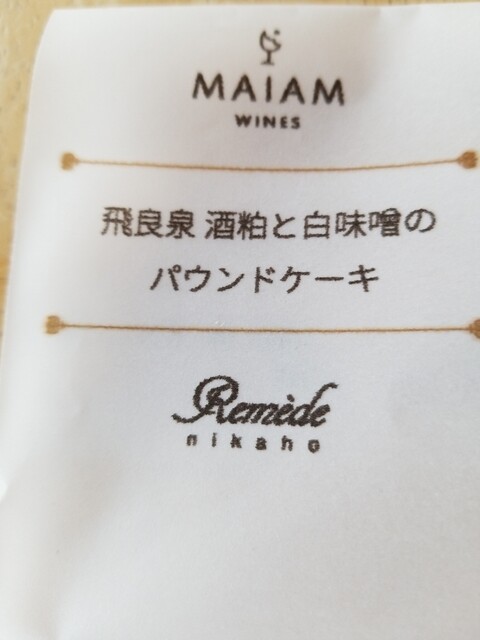 MAIAM
WINES
飛良泉 酒粕と白味噌の
パウンドケーキ
Remède
nikaho